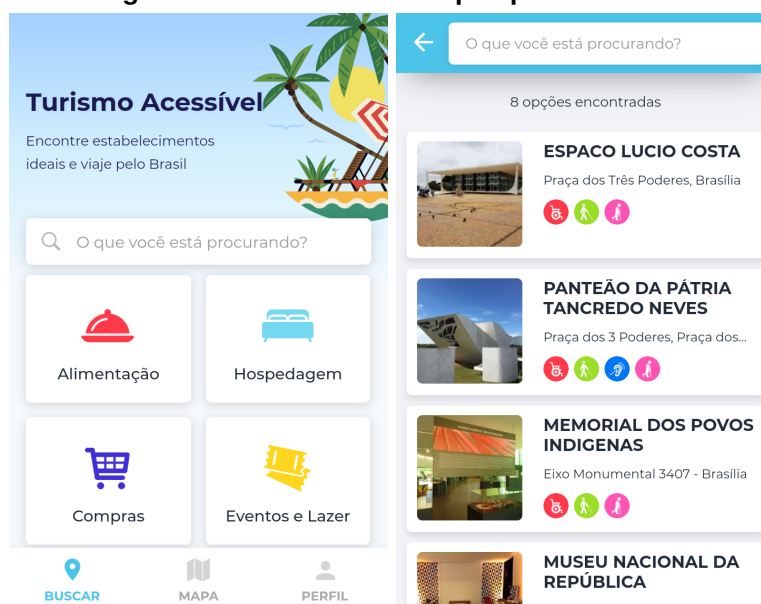 Turismo Acessível
Encontre estabelecimentos
ideais e viaje pelo Brasil
O que você está procurando?
Alimentação
Hospedagem
Compras
Eventos e Lazer
BUSCAR
MAPA
PERFIL
O que você está procurando?
8 opções encontradas
ESPACO LUCIO COSTA
Praça dos Três Poderes, Brasília
PANTEÃO DA PÁTRIA
TANCREDO NEVES
Praça dos 3 Poderes, Praça dos...
MEMORIAL DOS POVOS
INDIGENAS
Eixo Monumental 3407 - Brasília
MUSEU NACIONAL DA
REPÚBLICA